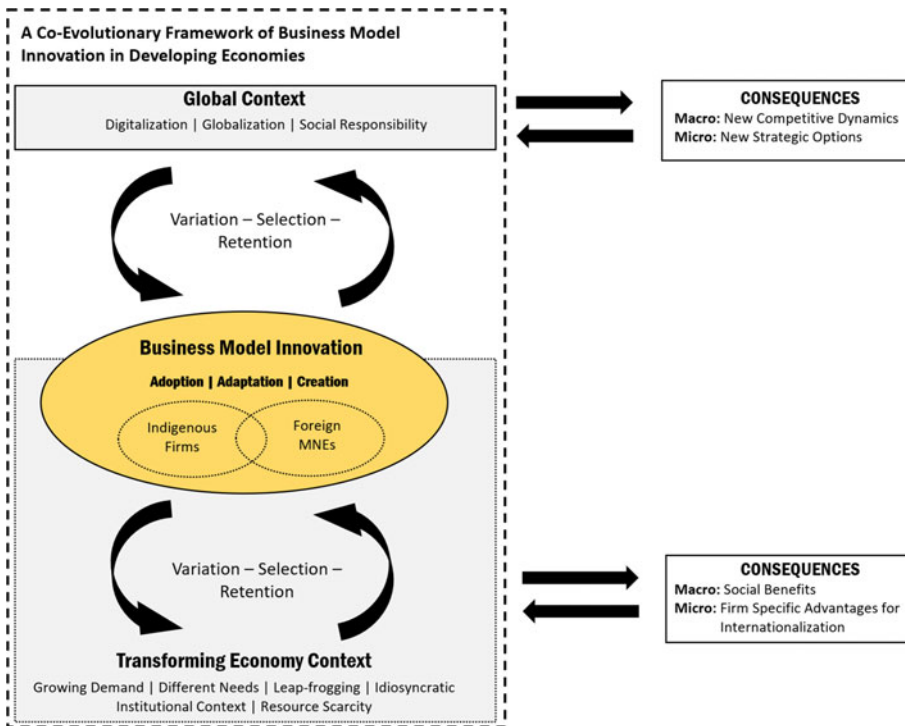 A Co-Evolutionary Framework of Business Model
Innovation in Developing Economies
Global Context
Digitalization | Globalization | Social Responsibility
CONSEQUENCES
Macro: New Competitive Dynamics
Micro: New Strategic Options
Variation – Selection –
Retention
Business Model Innovation
Adoption | Adaptation | Creation
Indigenous
Firms
Foreign
MNEs
Variation – Selection –
Retention
CONSEQUENCES
Macro: Social Benefits
Micro: Firm Specific Advantages for
Internationalization
Transforming Economy Context
Growing Demand | Different Needs | Leap-frogging | Idiosyncratic
Institutional Context | Resource Scarcity